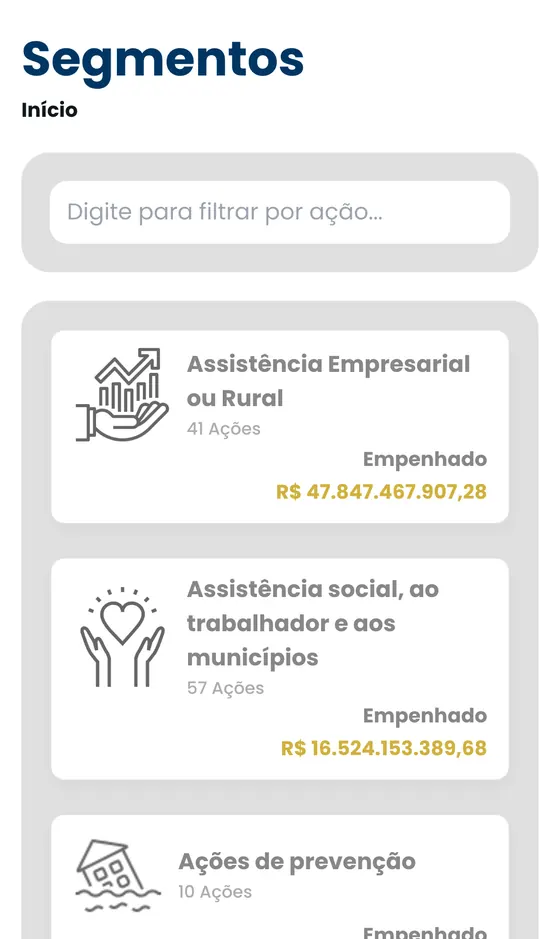 Segmentos
Início
Digite para filtrar por ação...
Assistência Empresarial
ou Rural
41 Ações
Empenhado
R$ 47.847.467.907,28
Assistência social, ao
trabalhador e aos
municípios
57 Ações
Empenhado
R$ 16.524.153.389,68
Ações de prevenção
10 Ações
Empenhado